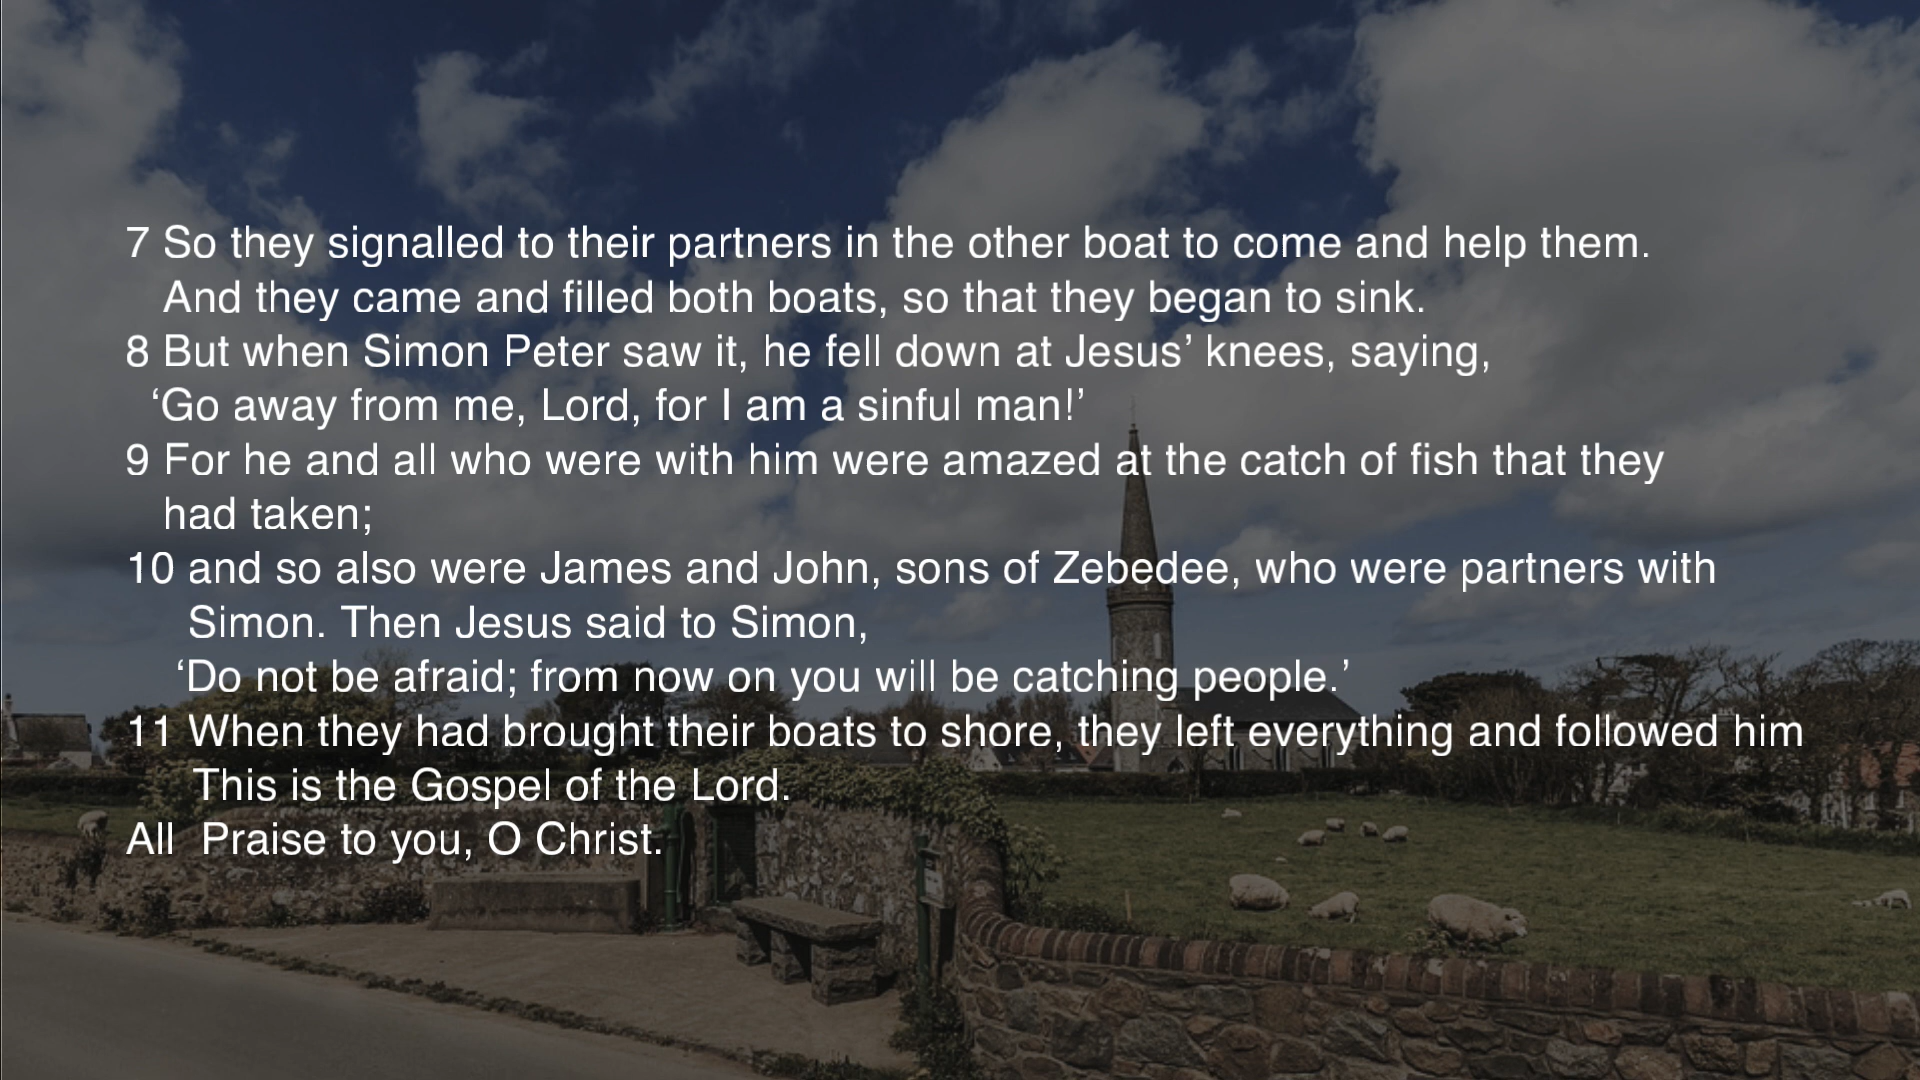 7 So they signalled to their partners in the other boat to come and help them.
And they came and filled both boats, so that they began to sink.
8 But when Simon Peter saw it, he fell down at Jesus’ knees, saying,
‘Go away from me, Lord, for I am a sinful man!’
9 For he and all who were with him were amazed at the catch of fish that they
had taken;
10 and so also were James and John, sons of Zebedee, who were partners with
Simon. Then Jesus said to Simon,
‘Do not be afraid; from now on you will be catching people.’
11 When they had brought their boats to shore, they left everything and followed him
This is the Gospel of the Lord.
All  Praise to you, O Christ.